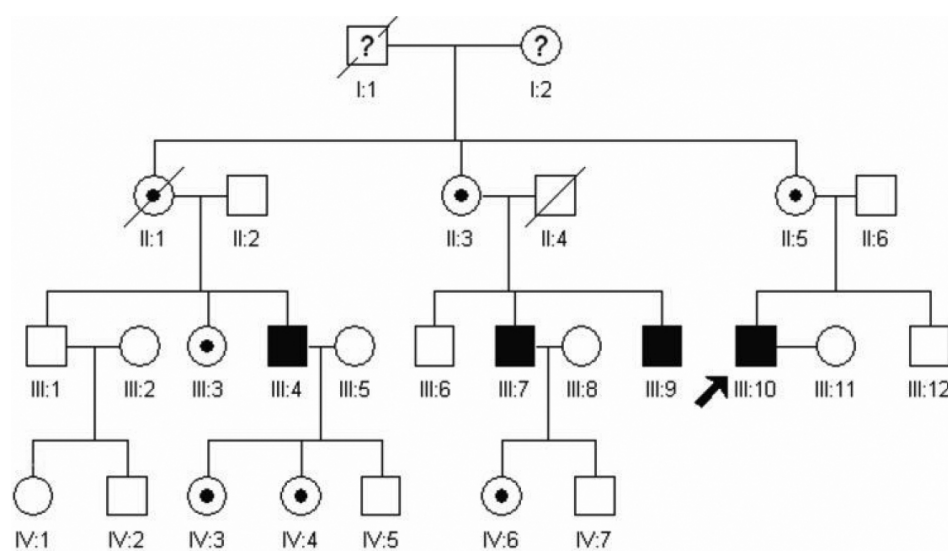 ? ?
I:1 I:2
II:1 II:2 II:3 II:4 II:5 II:6
III:1 III:2 III:3 III:4 III:5 III:6 III:7 III:8 III:9 III:10 III:11 III:12
IV:1 IV:2 IV:3 IV:4 IV:5 IV:6 IV:7